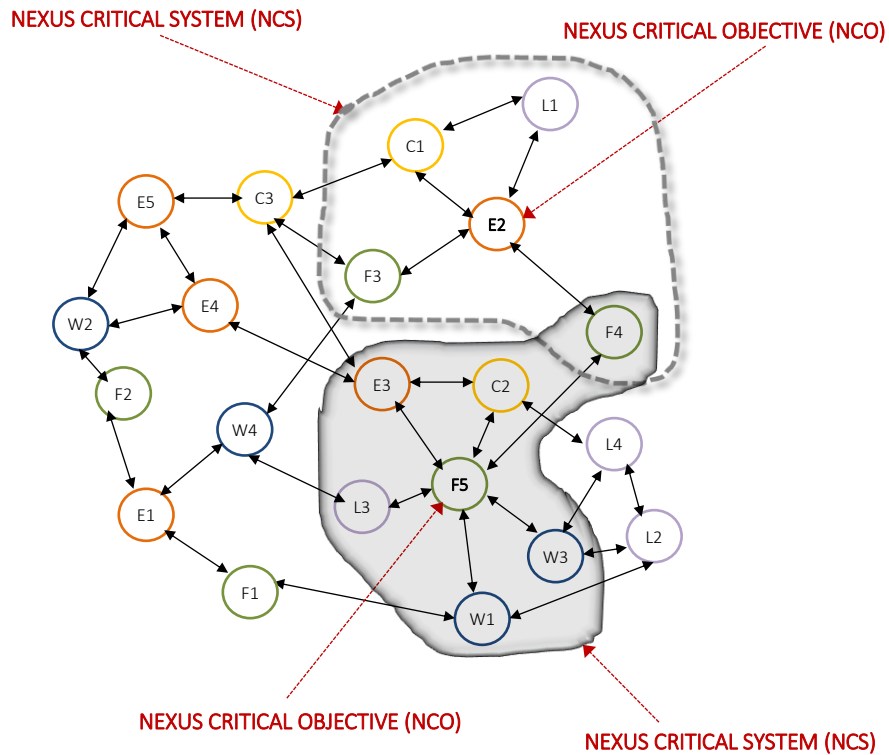 NEXUS CRITICAL SYSTEM (NCS)
NEXUS CRITICAL OBJECTIVE (NCO)
L1
C1
E5
C3
E2
F3
E4
W2
F4
E3
C2
F2
W4
L4
F5
L3
E1
L2
W3
F1
W1
NEXUS CRITICAL OBJECTIVE (NCO)
NEXUS CRITICAL SYSTEM (NCS)